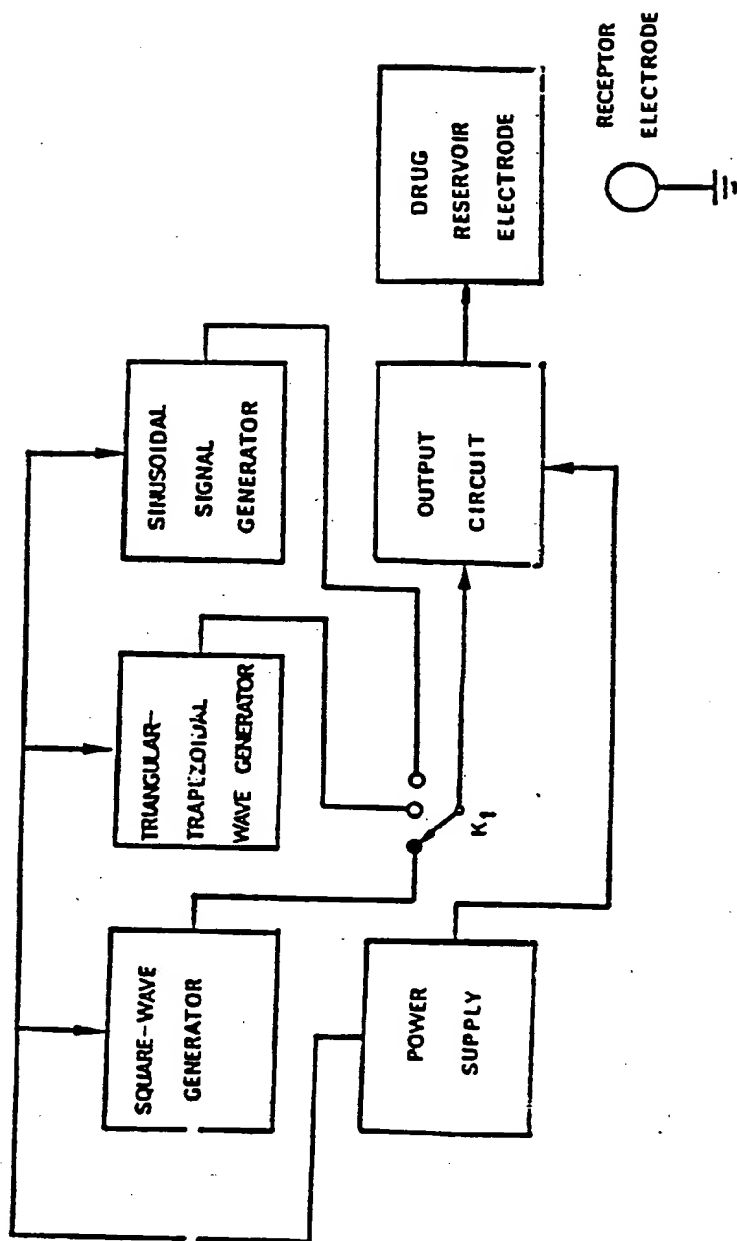 SQUARE-WAVE
GENERATOR
TRIANGULAR-
TRAPEZOIDAL
WAVE GENERATOR
SINUSOIDAL
SIGNAL
GENERATOR
K1
POWER
SUPPLY
OUTPUT
CIRCUIT
DRUG
RESERVOIR
ELECTRODE
RECEPTOR
ELECTRODE